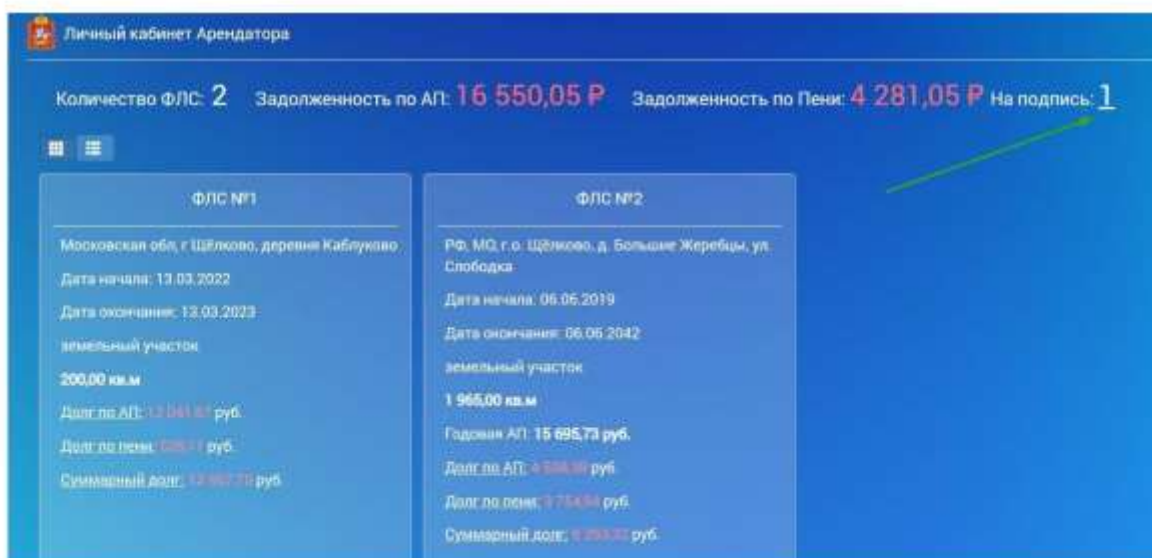 Личный кабинет Арендатора
Количество ФЛС: 2 Задолженность по АП: 16 550,05 ₽ Задолженность по Пени: 4 281,05 ₽ На подпись: 1
ФЛС №1
Московская обл, г Щёлково, деревня Каблуково
Дата начала: 13.03.2022
Дата окончания: 13.03.2023
земельный участок
200,00 кв.м
Долг по АП: руб.
Долг по пени: руб.
Суммарный долг: руб.
ФЛС №2
РФ, МО, г.о. Щёлково, д. Большие Жеребцы, ул.
Слободка
Дата начала: 06.06.2019
Дата окончания: 06.06.2042
земельный участок
1 965,00 кв.м
Годовая АП: 15 695,73 руб.
Долг по АП: руб.
Долг по пени: руб.
Суммарный долг: руб.